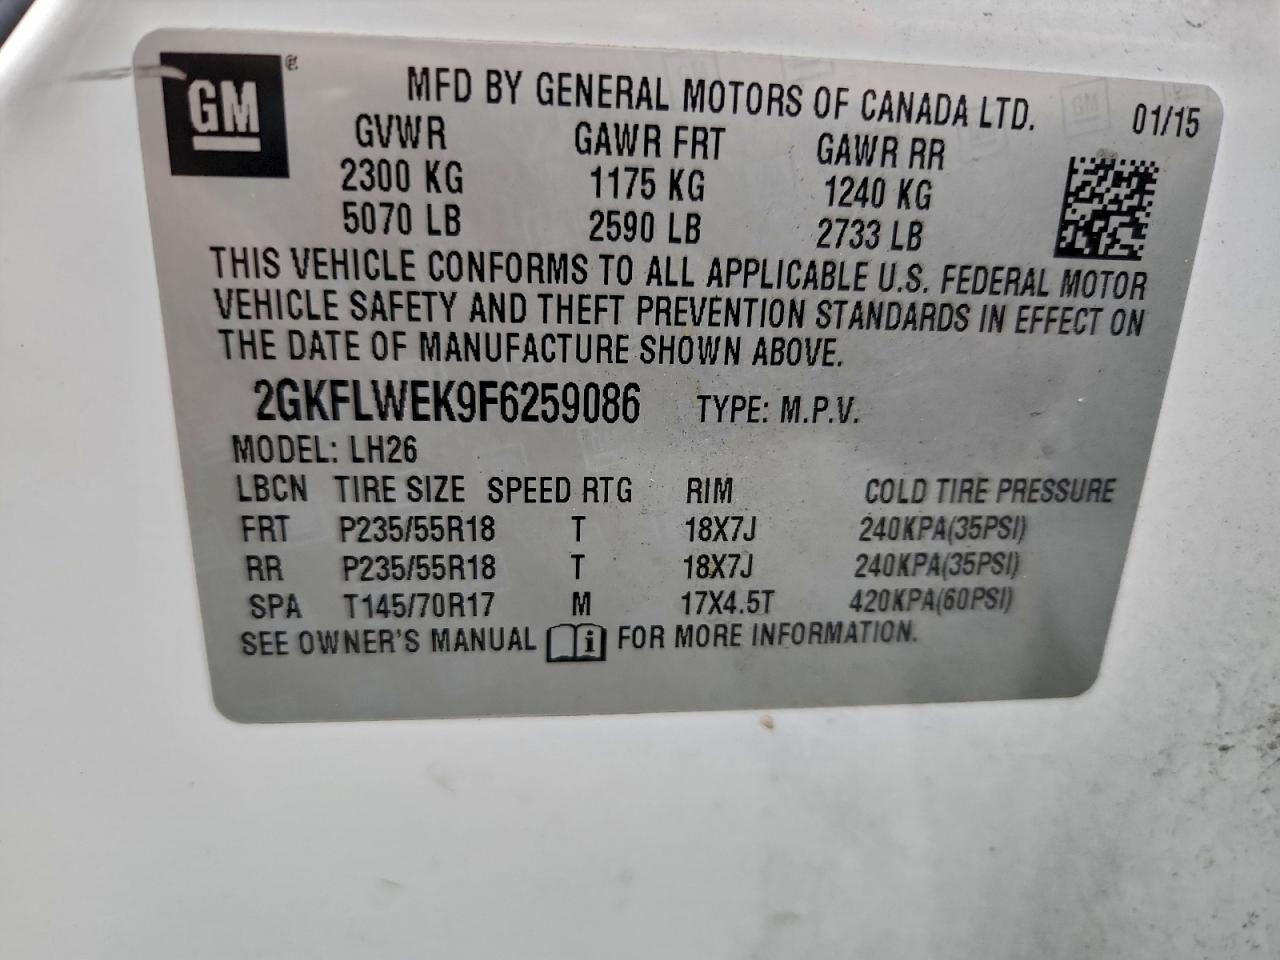 GM ®
MFD BY GENERAL MOTORS OF CANADA LTD.
01/15
GVWR GAWR FRT GAWR RR
2300 KG 1175 KG 1240 KG
5070 LB 2590 LB 2733 LB
THIS VEHICLE CONFORMS TO ALL APPLICABLE U.S. FEDERAL MOTOR
VEHICLE SAFETY AND THEFT PREVENTION STANDARDS IN EFFECT ON
THE DATE OF MANUFACTURE SHOWN ABOVE.
2GKFLWEK9F6259086 TYPE: M.P.V.
MODEL: LH26
LBCN TIRE SIZE SPEED RTG RIM COLD TIRE PRESSURE
FRT P235/55R18 T 18X7J 240KPA(35PSI)
RR P235/55R18 T 18X7J 240KPA(35PSI)
SPA T145/70R17 M 17X4.5T 420KPA(60PSI)
SEE OWNER'S MANUAL i FOR MORE INFORMATION.